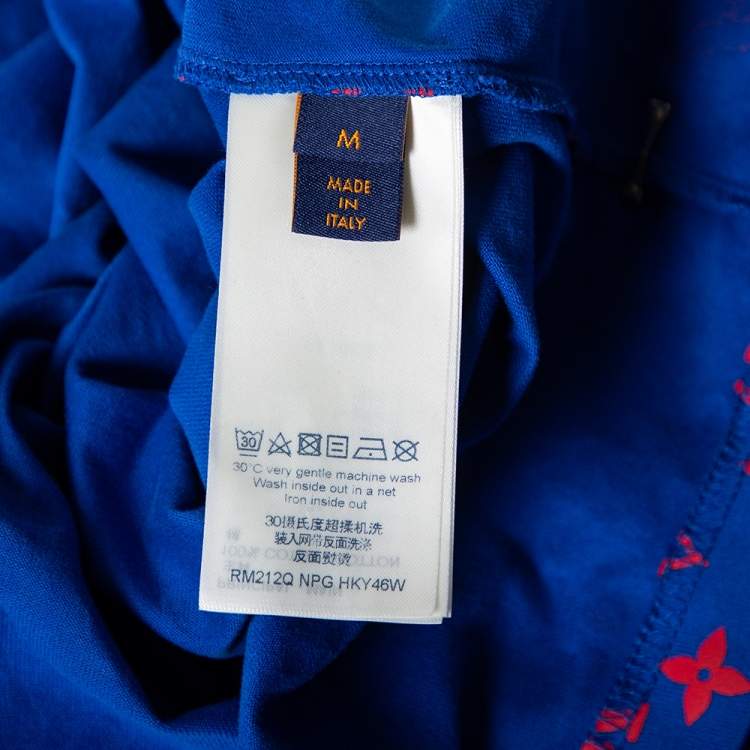 M
MADE
IN
ITALY
30
30°C very gentle machine wash
Wash inside out in a net
Iron inside out
30摄氏度超柔机洗
装入网带反面洗涤
反面熨烫
RM212Q NPG HKY46W